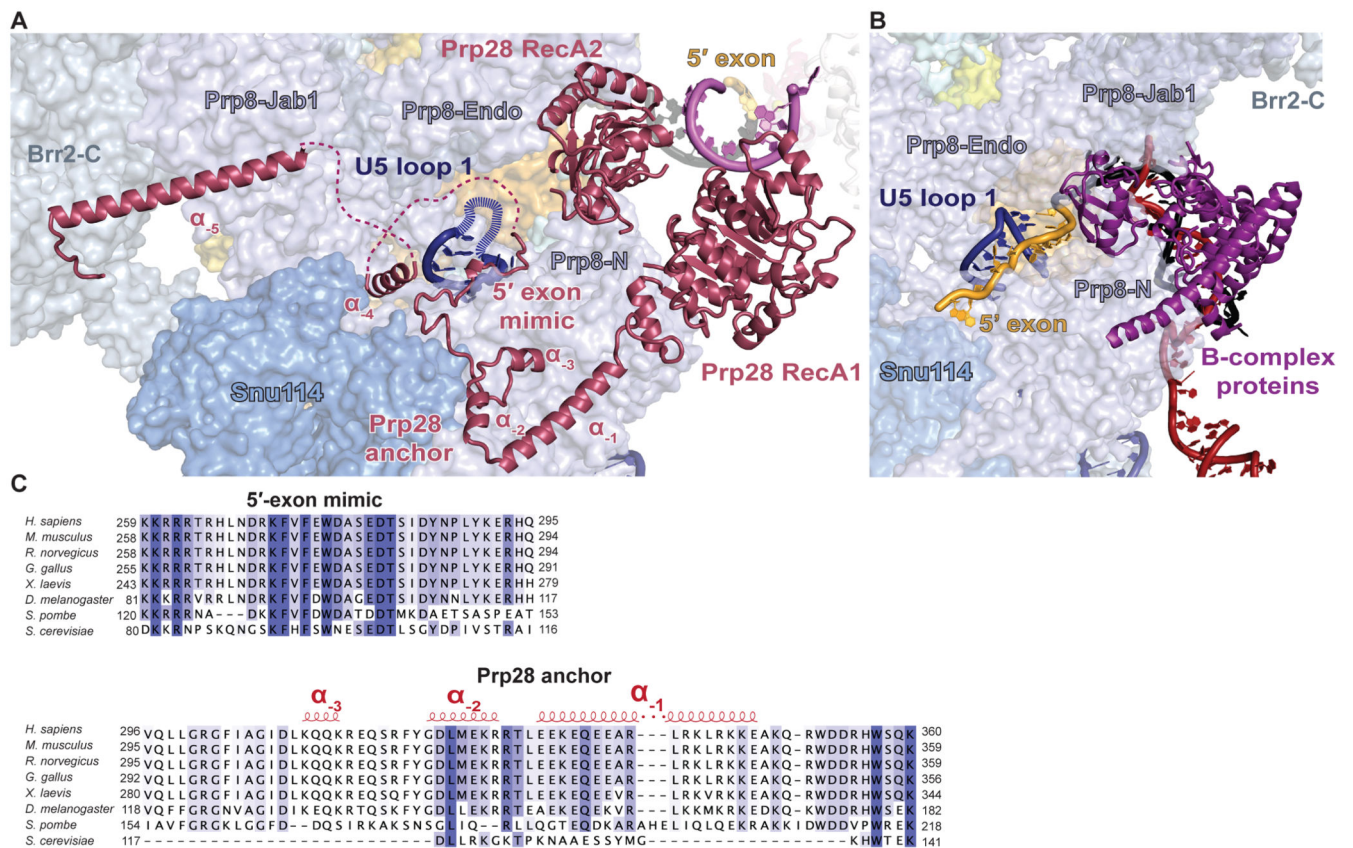 A
Prp28 RecA2
5′ exon
Prp8-Jab1
Prp8-Endo
Brr2-C
U5 loop 1
α-5
Prp8-N
α-4
5′ exon
mimic
α-3
Prp28 RecA1
Snu114
Prp28
anchor
α-2
α-1
B
Prp8-Jab1
Brr2-C
Prp8-Endo
U5 loop 1
Prp8-N
5' exon
Snu114
B-complex
proteins
C
5′-exon mimic
H. sapiens 259 KKRRRTRHLNDRKFVFEWDASEDTSIDYNPLYKERHQ 295
M. musculus 258 KKRRRTRHLNDRKFVFEWDASEDTSIDYNPLYKERHQ 294
R. norvegicus 258 KKRRRTRHLNDRKFVFEWDASEDTSIDYNPLYKERHQ 294
G. gallus 255 KKRRRTRHLNDRKFVFEWDASEDTSIDYNPLYKERHQ 291
X. laevis 243 KKRRRTRHLNDRKFVFEWDASEDTSIDYNPLYKERHH 279
D. melanogaster 81 KKKRRVRRLNDRKFVFDWDAGEDTSIDYNNLYKERHH 117
S. pombe 120 KKRRRNA---DKKFVFDWDATDDTMKDAETSASPEAT 153
S. cerevisiae 80 DKKRNPSKQNGSKFHFSWNESEDTLSGYDPIVSTRAI 116
Prp28 anchor
α-3 α-2 α-1
H. sapiens 296 VQLLGRGFIAGIDLKQQKREQSRFYGDLMEKRRTLEEKEQEEAR---LRKLRKKEAKQ-RWDDRHWSQK 360
M. musculus 295 VQLLGRGFIAGIDLKQQKREQSRFYGDLMEKRRTLEEKEQEEAR---LRKLRKKEAKQ-RWDDRHWSQK 359
R. norvegicus 295 VQLLGRGFIAGIDLKQQKREQSRFYGDLMEKRRTLEEKEQEEAR---LRKLRKKEAKQ-RWDDRHWSQK 359
G. gallus 292 VQLLGRGFIAGIDLKQQKREQSRFYGDLMEKRRTLEEKEQEEAR---LRKLRKKEAKQ-RWDDRHWSQK 356
X. laevis 280 VQLLGRGFIAGIDLKQQKREQSQFYGDLMEKRRTLEEKEQEEVR---LRKVRKKEAKQ-RWDDRHWSQK 344
D. melanogaster 118 VQFFGRGNVAGIDIKEQKRTQSKFYGDLLEKRRTEAEKEQEKVR---LKKMKRKEDKQ-KWDDRHWSEK 182
S. pombe 154 IAVFGRGKLGGFD--DQSIRKAKSNSGLIQ--RLLQGTEQDKARAHELIQLQEKRAKKIDWDDVPWREK 218
S. cerevisiae 117 --------------------------DLLRKGKTPKNAAESSYMG------------------KHWTEK 141